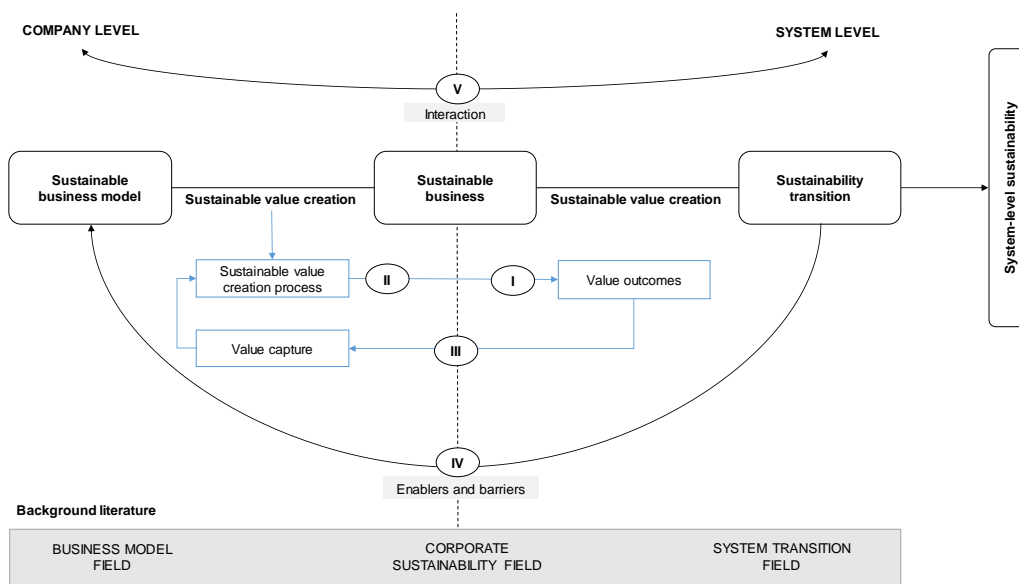 COMPANY LEVEL
SYSTEM LEVEL
V
Interaction
Sustainable
business model
Sustainable value creation
Sustainable
business
Sustainable value creation
Sustainability
transition
System-level sustainability
Sustainable value
creation process
II
I
Value outcomes
Value capture
III
IV
Enablers and barriers
Background literature
BUSINESS MODEL
FIELD
CORPORATE
SUSTAINABILITY FIELD
SYSTEM TRANSITION
FIELD